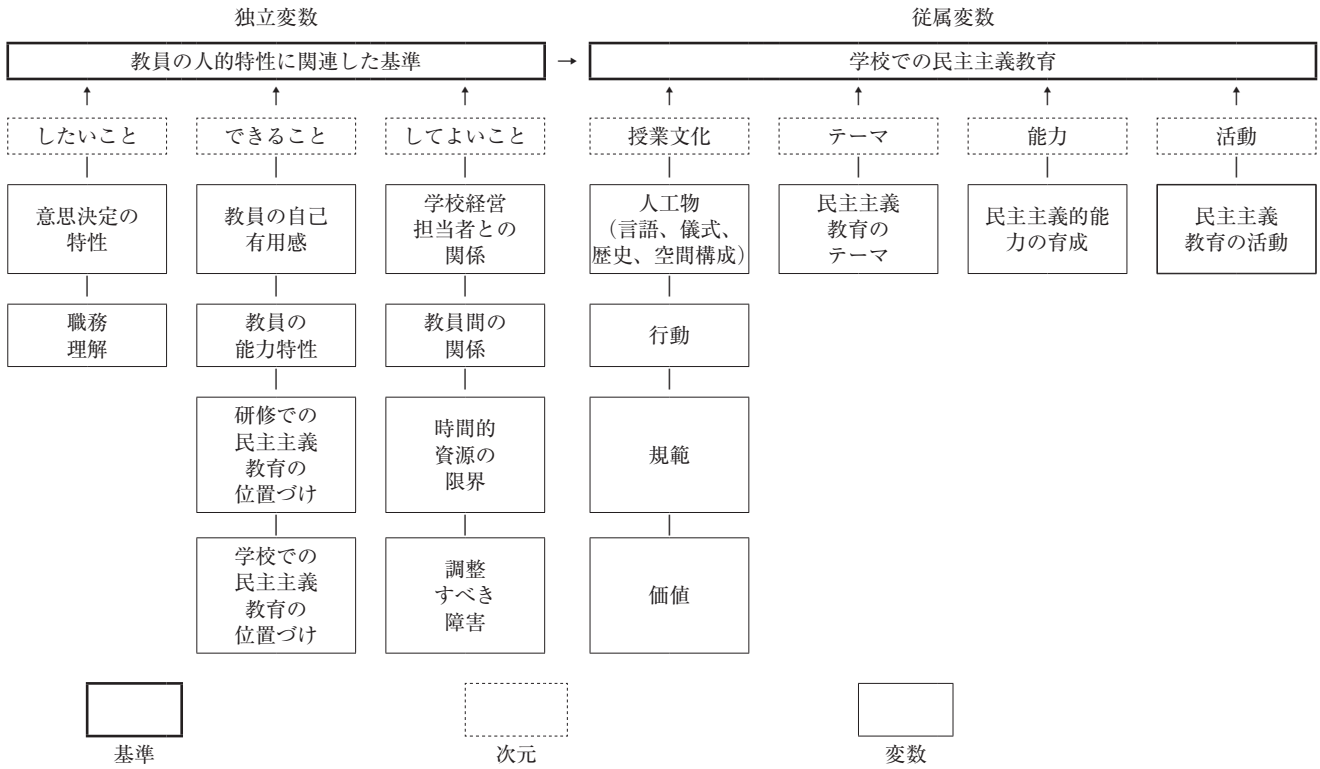 独立変数
従属変数
教員の人的特性に関連した基準
→
学校での民主主義教育
したいこと
できること
してよいこと
授業文化
テーマ
能力
活動
意思決定の
特性
教員の自己
有用感
学校経営
担当者との
関係
人工物
（言語、儀式、
歴史、空間構成）
民主主義
教育の
テーマ
民主主義的能
力の育成
民主主義
教育の活動
職務
理解
教員の
能力特性
教員間の
関係
行動
研修での
民主主義
教育の
位置づけ
時間的
資源の
限界
規範
学校での
民主主義
教育の
位置づけ
調整
すべき
障害
価値
基準
次元
変数